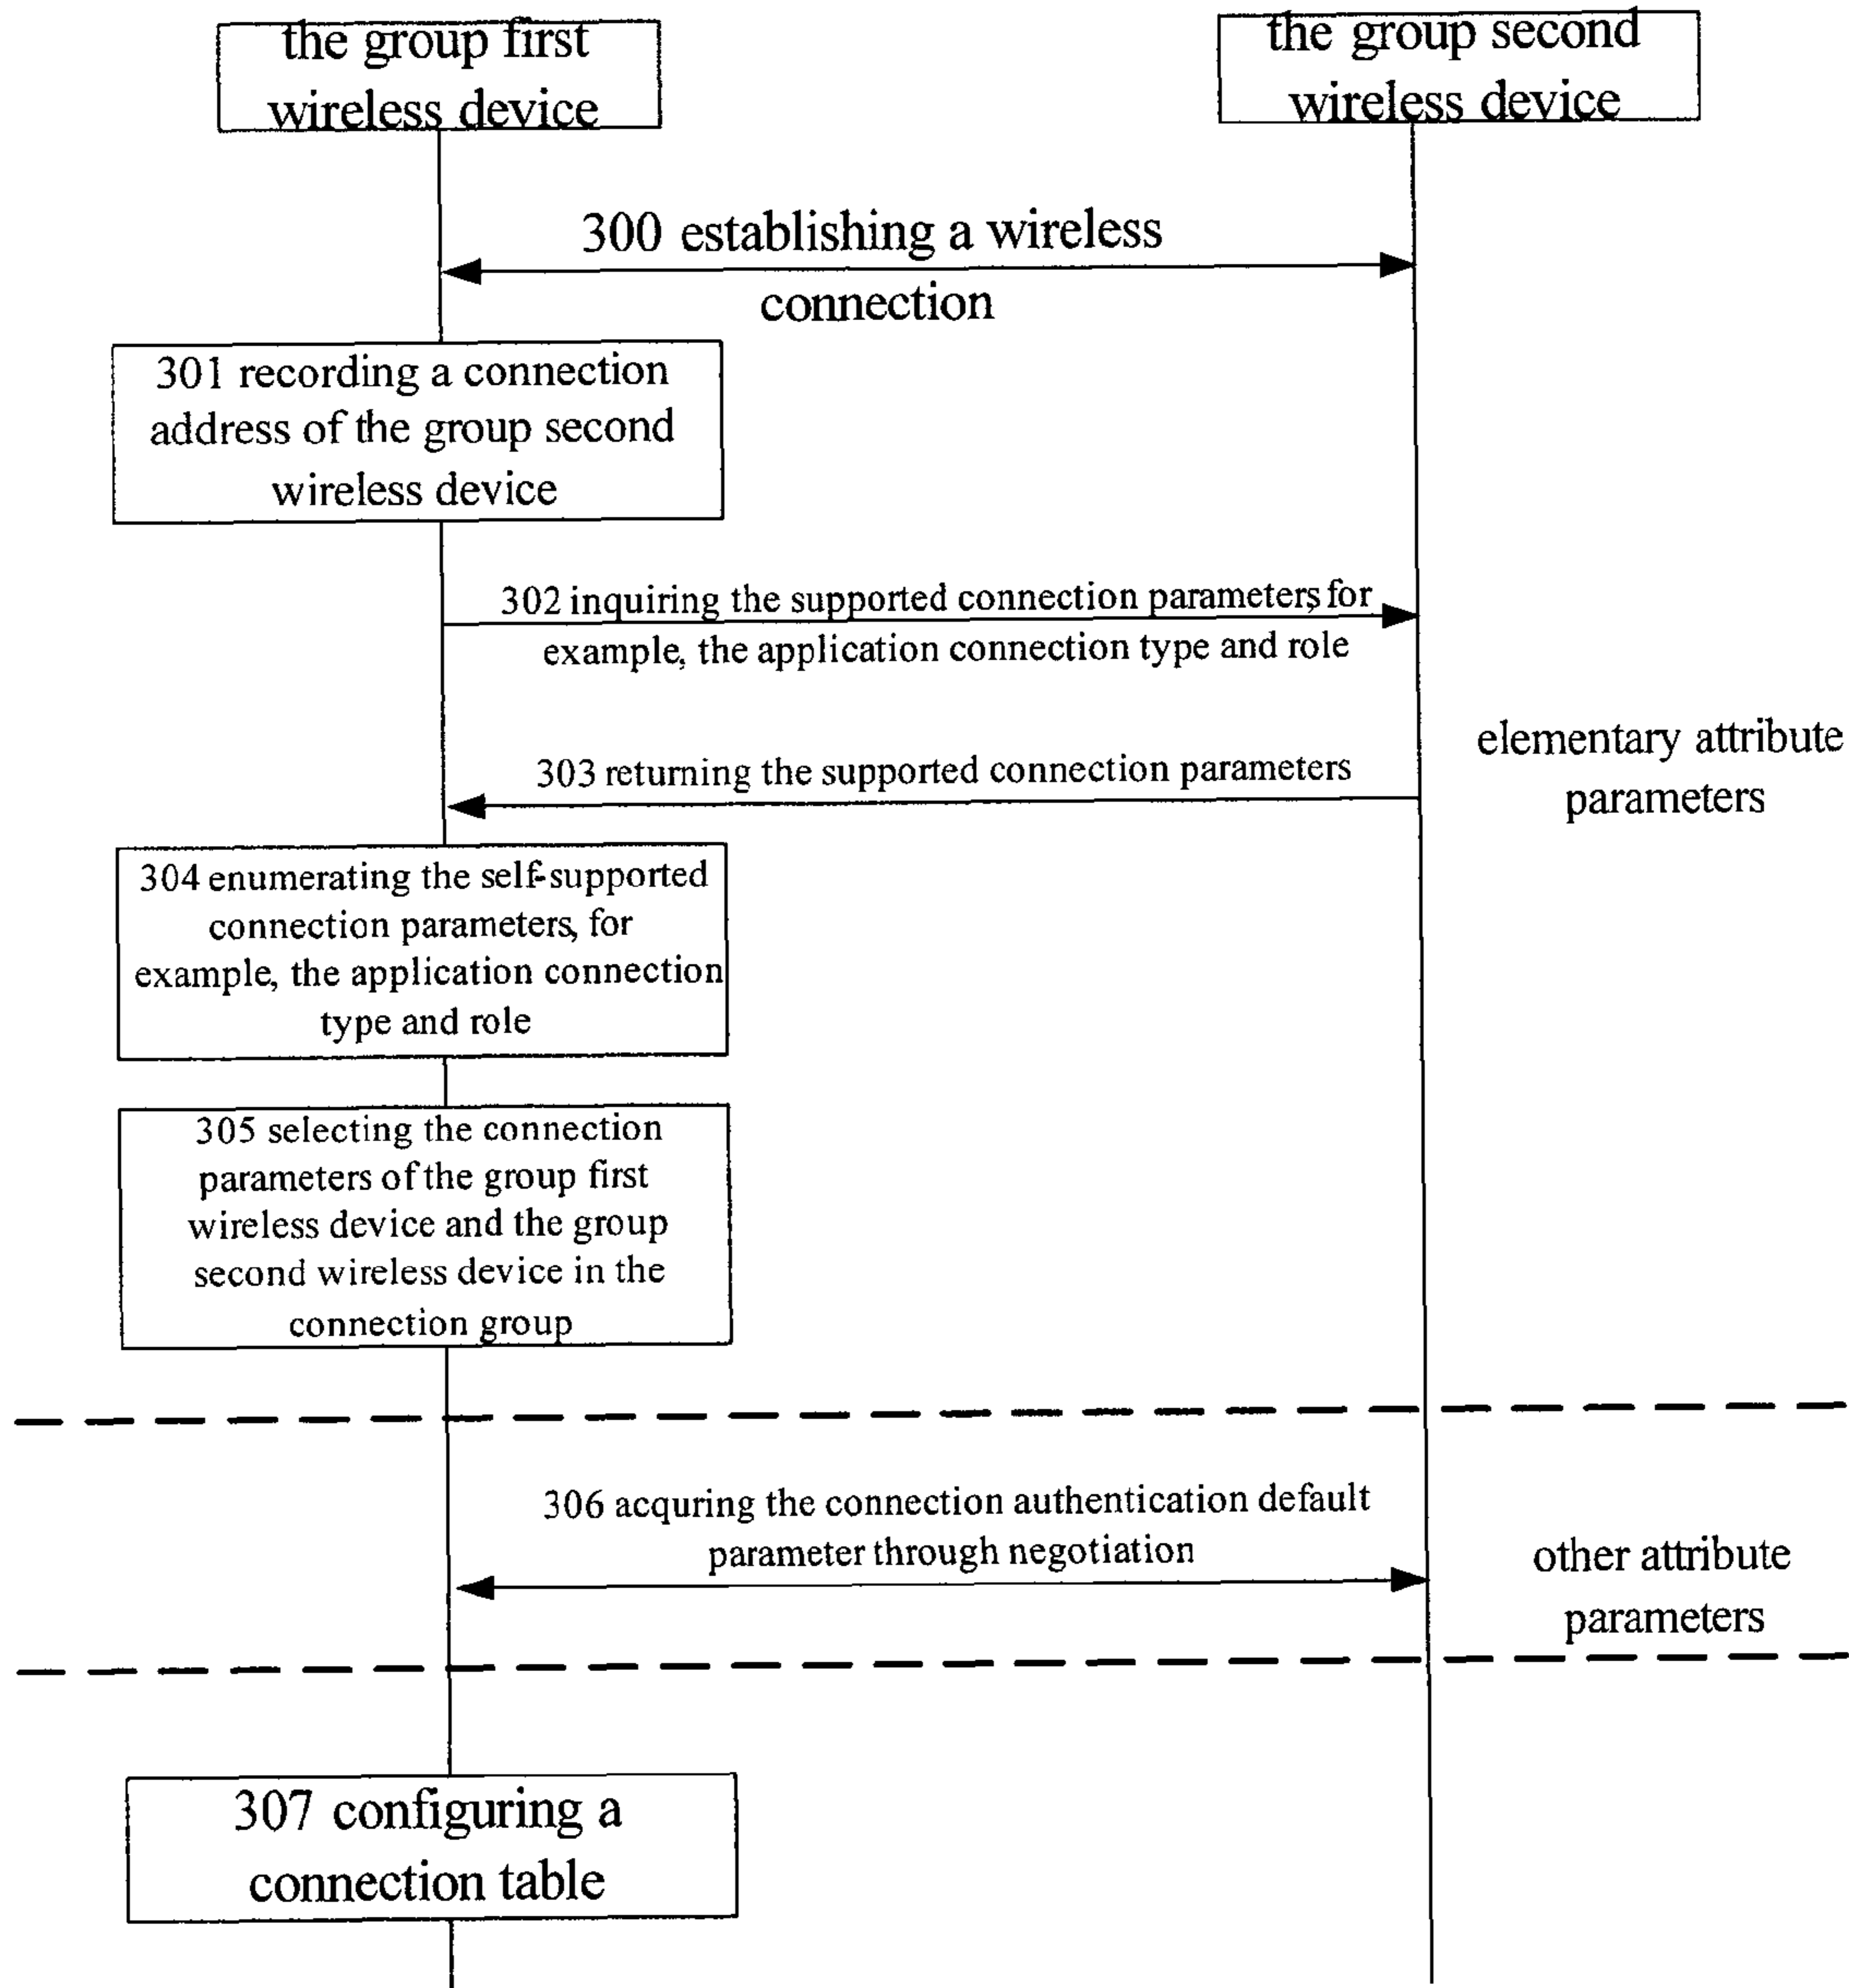 the group first
wireless device
the group second
wireless device
300 establishing a wireless
connection
301 recording a connection
address of the group second
wireless device
302 inquiring the supported connection parameters, for
example, the application connection type and role
303 returning the supported connection parameters
elementary attribute
parameters
304 enumerating the self-supported
connection parameters, for
example, the application connection
type and role
305 selecting the connection
parameters of the group first
wireless device and the group
second wireless device in the
connection group
306 acquring the connection authentication default
parameter through negotiation
other attribute
parameters
307 configuring a
connection table